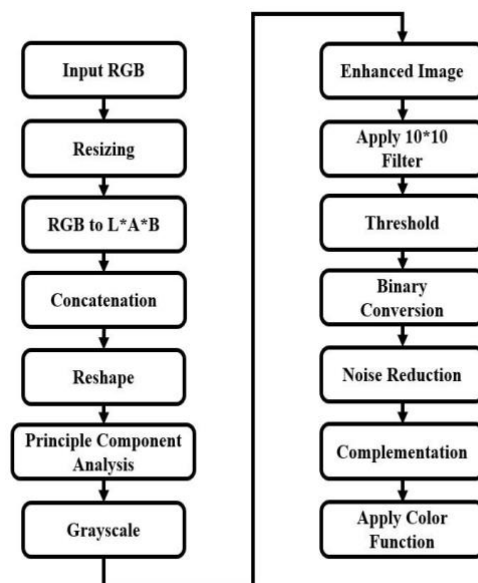 Input RGB
Resizing
RGB to L*A*B
Concatenation
Reshape
Principle Component
Analysis
Grayscale
Enhanced Image
Apply 10*10
Filter
Threshold
Binary
Conversion
Noise Reduction
Complementation
Apply Color
Function